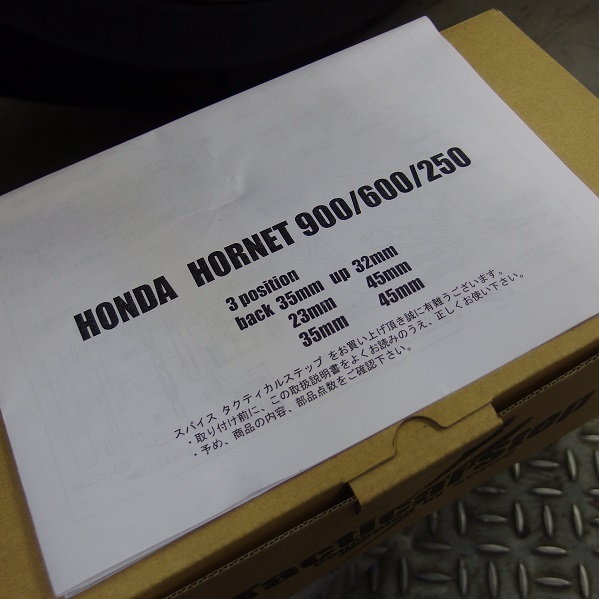 HONDA HORNET 900/600/250
3 position
back 35mm up 32mm
23mm 45mm
35mm 45mm
スパイス タクティカルステップ をお買い上げ頂き誠に有難うございます。
・取り付け前に、この取扱説明書をよくお読みのうえ、正しくお使い下さい。
・予め、商品の内容、部品点数をご確認下さい。
TacticalStep